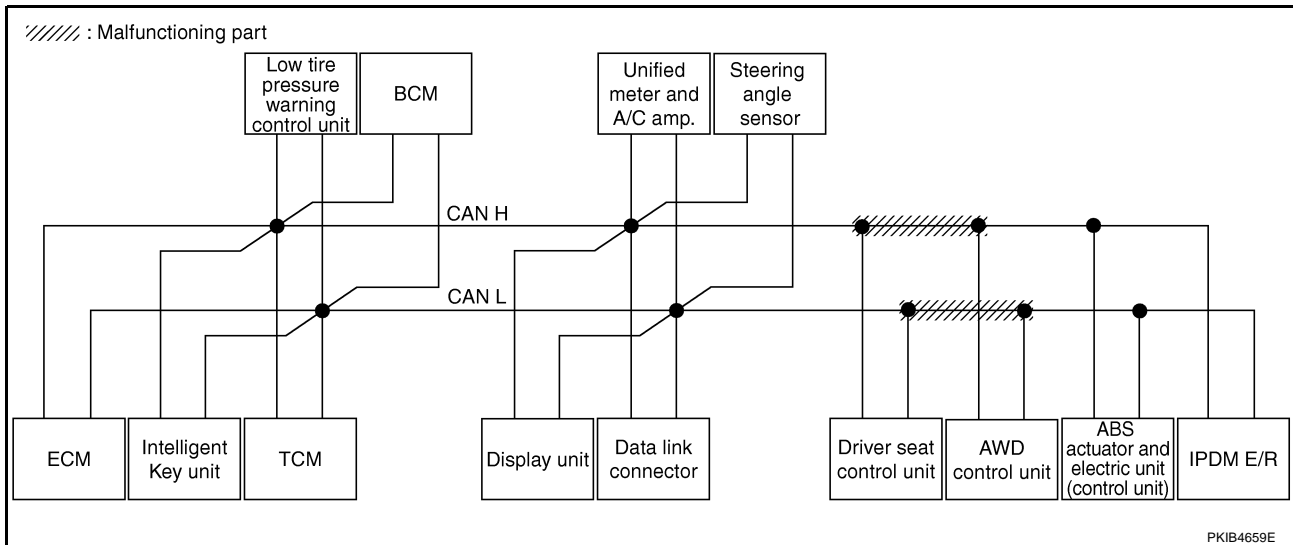 : Malfunctioning part
Low tire
pressure
warning
control unit
BCM
Unified
meter and
A/C amp.
Steering
angle
sensor
CAN H
CAN L
ECM
Intelligent
Key unit
TCM
Display unit
Data link
connector
Driver seat
control unit
AWD
control unit
ABS
actuator and
electric unit
(control unit)
IPDM E/R
PKIB4659E